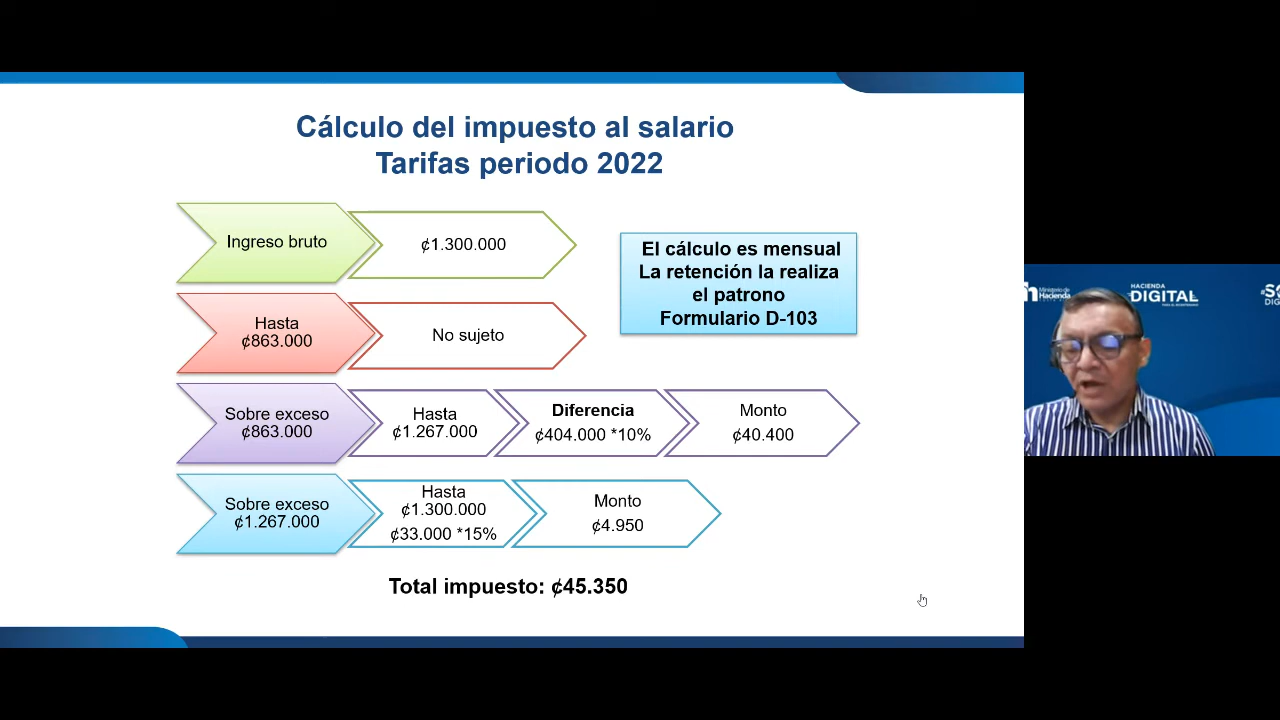 Cálculo del impuesto al salario
Tarifas periodo 2022
Ingreso bruto
¢1.300.000
El cálculo es mensual
La retención la realiza
el patrono
Formulario D-103
Hasta
¢863.000
No sujeto
Sobre exceso
¢863.000
Hasta
¢1.267.000
Diferencia
¢404.000 *10%
Monto
¢40.400
Sobre exceso
¢1.267.000
Hasta
¢1.300.000
¢33.000 *15%
Monto
¢4.950
Total impuesto: ¢45.350
Ministerio de
Hacienda
HACIENDA
DIGITAL